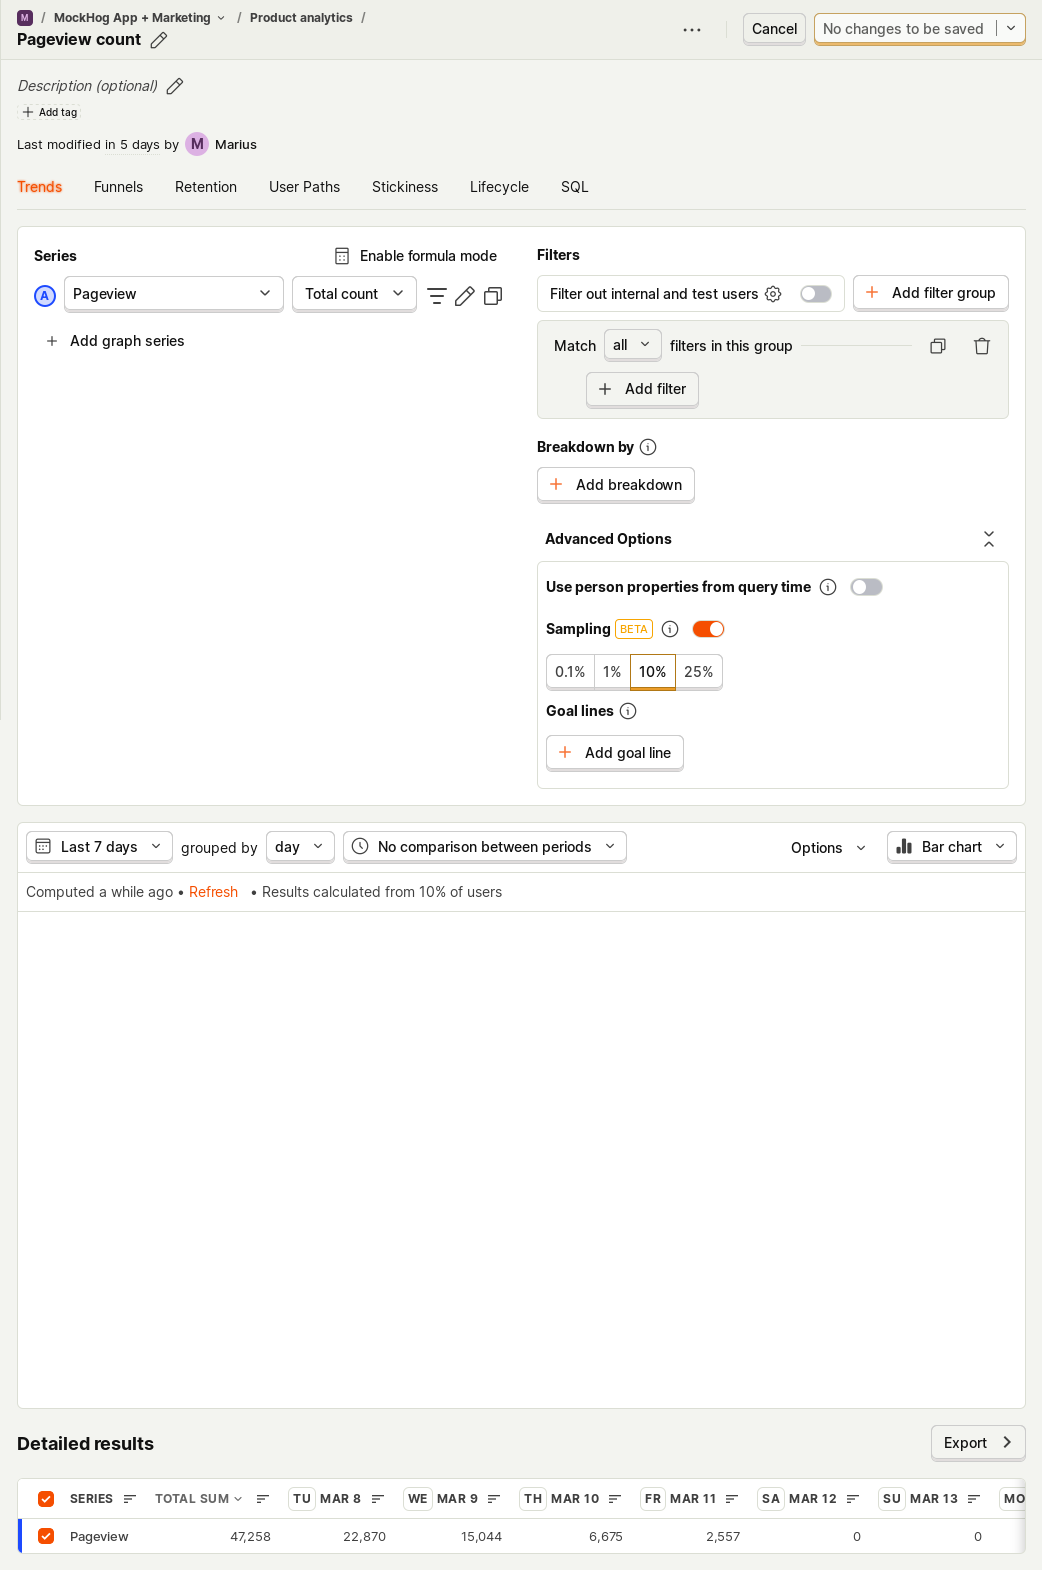 M / MockHog App + Marketing / Product analytics /
Pageview count
Cancel
No changes to be saved
Description (optional)
Add tag
Last modified in 5 days by M Marius
Trends Funnels Retention User Paths Stickiness Lifecycle SQL
Series
Enable formula mode
A Pageview Total count
Add graph series
Filters
Filter out internal and test users
Add filter group
Match all filters in this group
Add filter
Breakdown by
Add breakdown
Advanced Options
Use person properties from query time
Sampling BETA
0.1% 1% 10% 25%
Goal lines
Add goal line
Last 7 days grouped by day No comparison between periods Options Bar chart
Computed a while ago • Refresh • Results calculated from 10% of users
Detailed results
Export
SERIES TOTAL SUM TU MAR 8 WE MAR 9 TH MAR 10 FR MAR 11 SA MAR 12 SU MAR 13 MO
Pageview 47,258 22,870 15,044 6,675 2,557 0 0